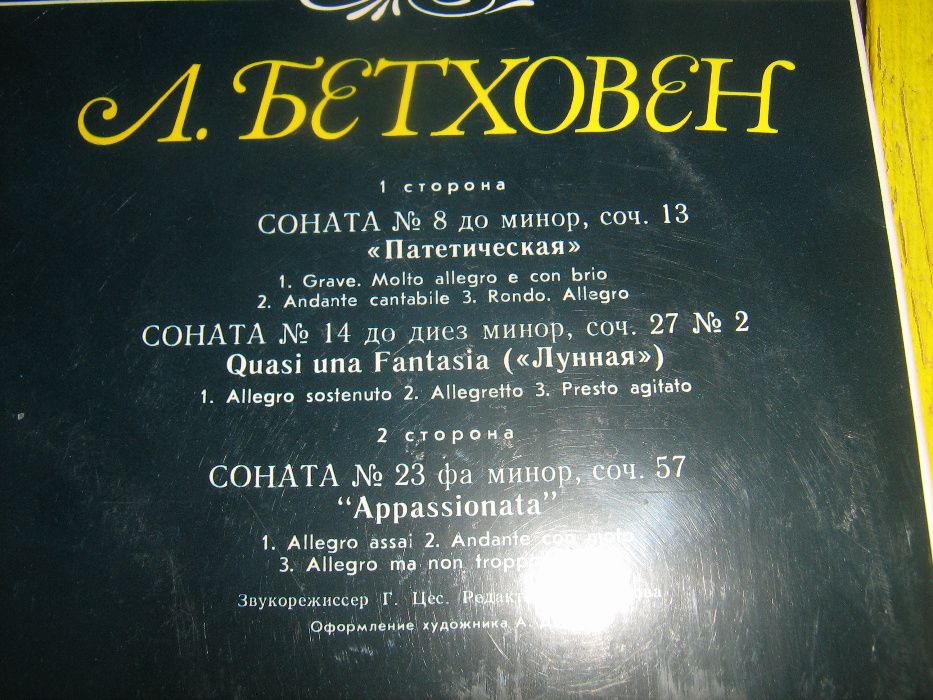 Л. БЕТХОВЕН
1 сторона
СОНАТА № 8 до минор, соч. 13
«Патетическая»
1. Grave. Molto allegro e con brio
2. Andante cantabile 3. Rondo. Allegro
СОНАТА № 14 до диез минор, соч. 27 № 2
Quasi una Fantasia («Лунная»)
1. Allegro sostenuto 2. Allegretto 3. Presto agitato
2 сторона
СОНАТА № 23 фа минор, соч. 57
“Appassionata”
1. Allegro assai 2. Andante con moto
3. Allegro ma non troppo
Звукорежиссер Г. Цес.
Оформление художника А.